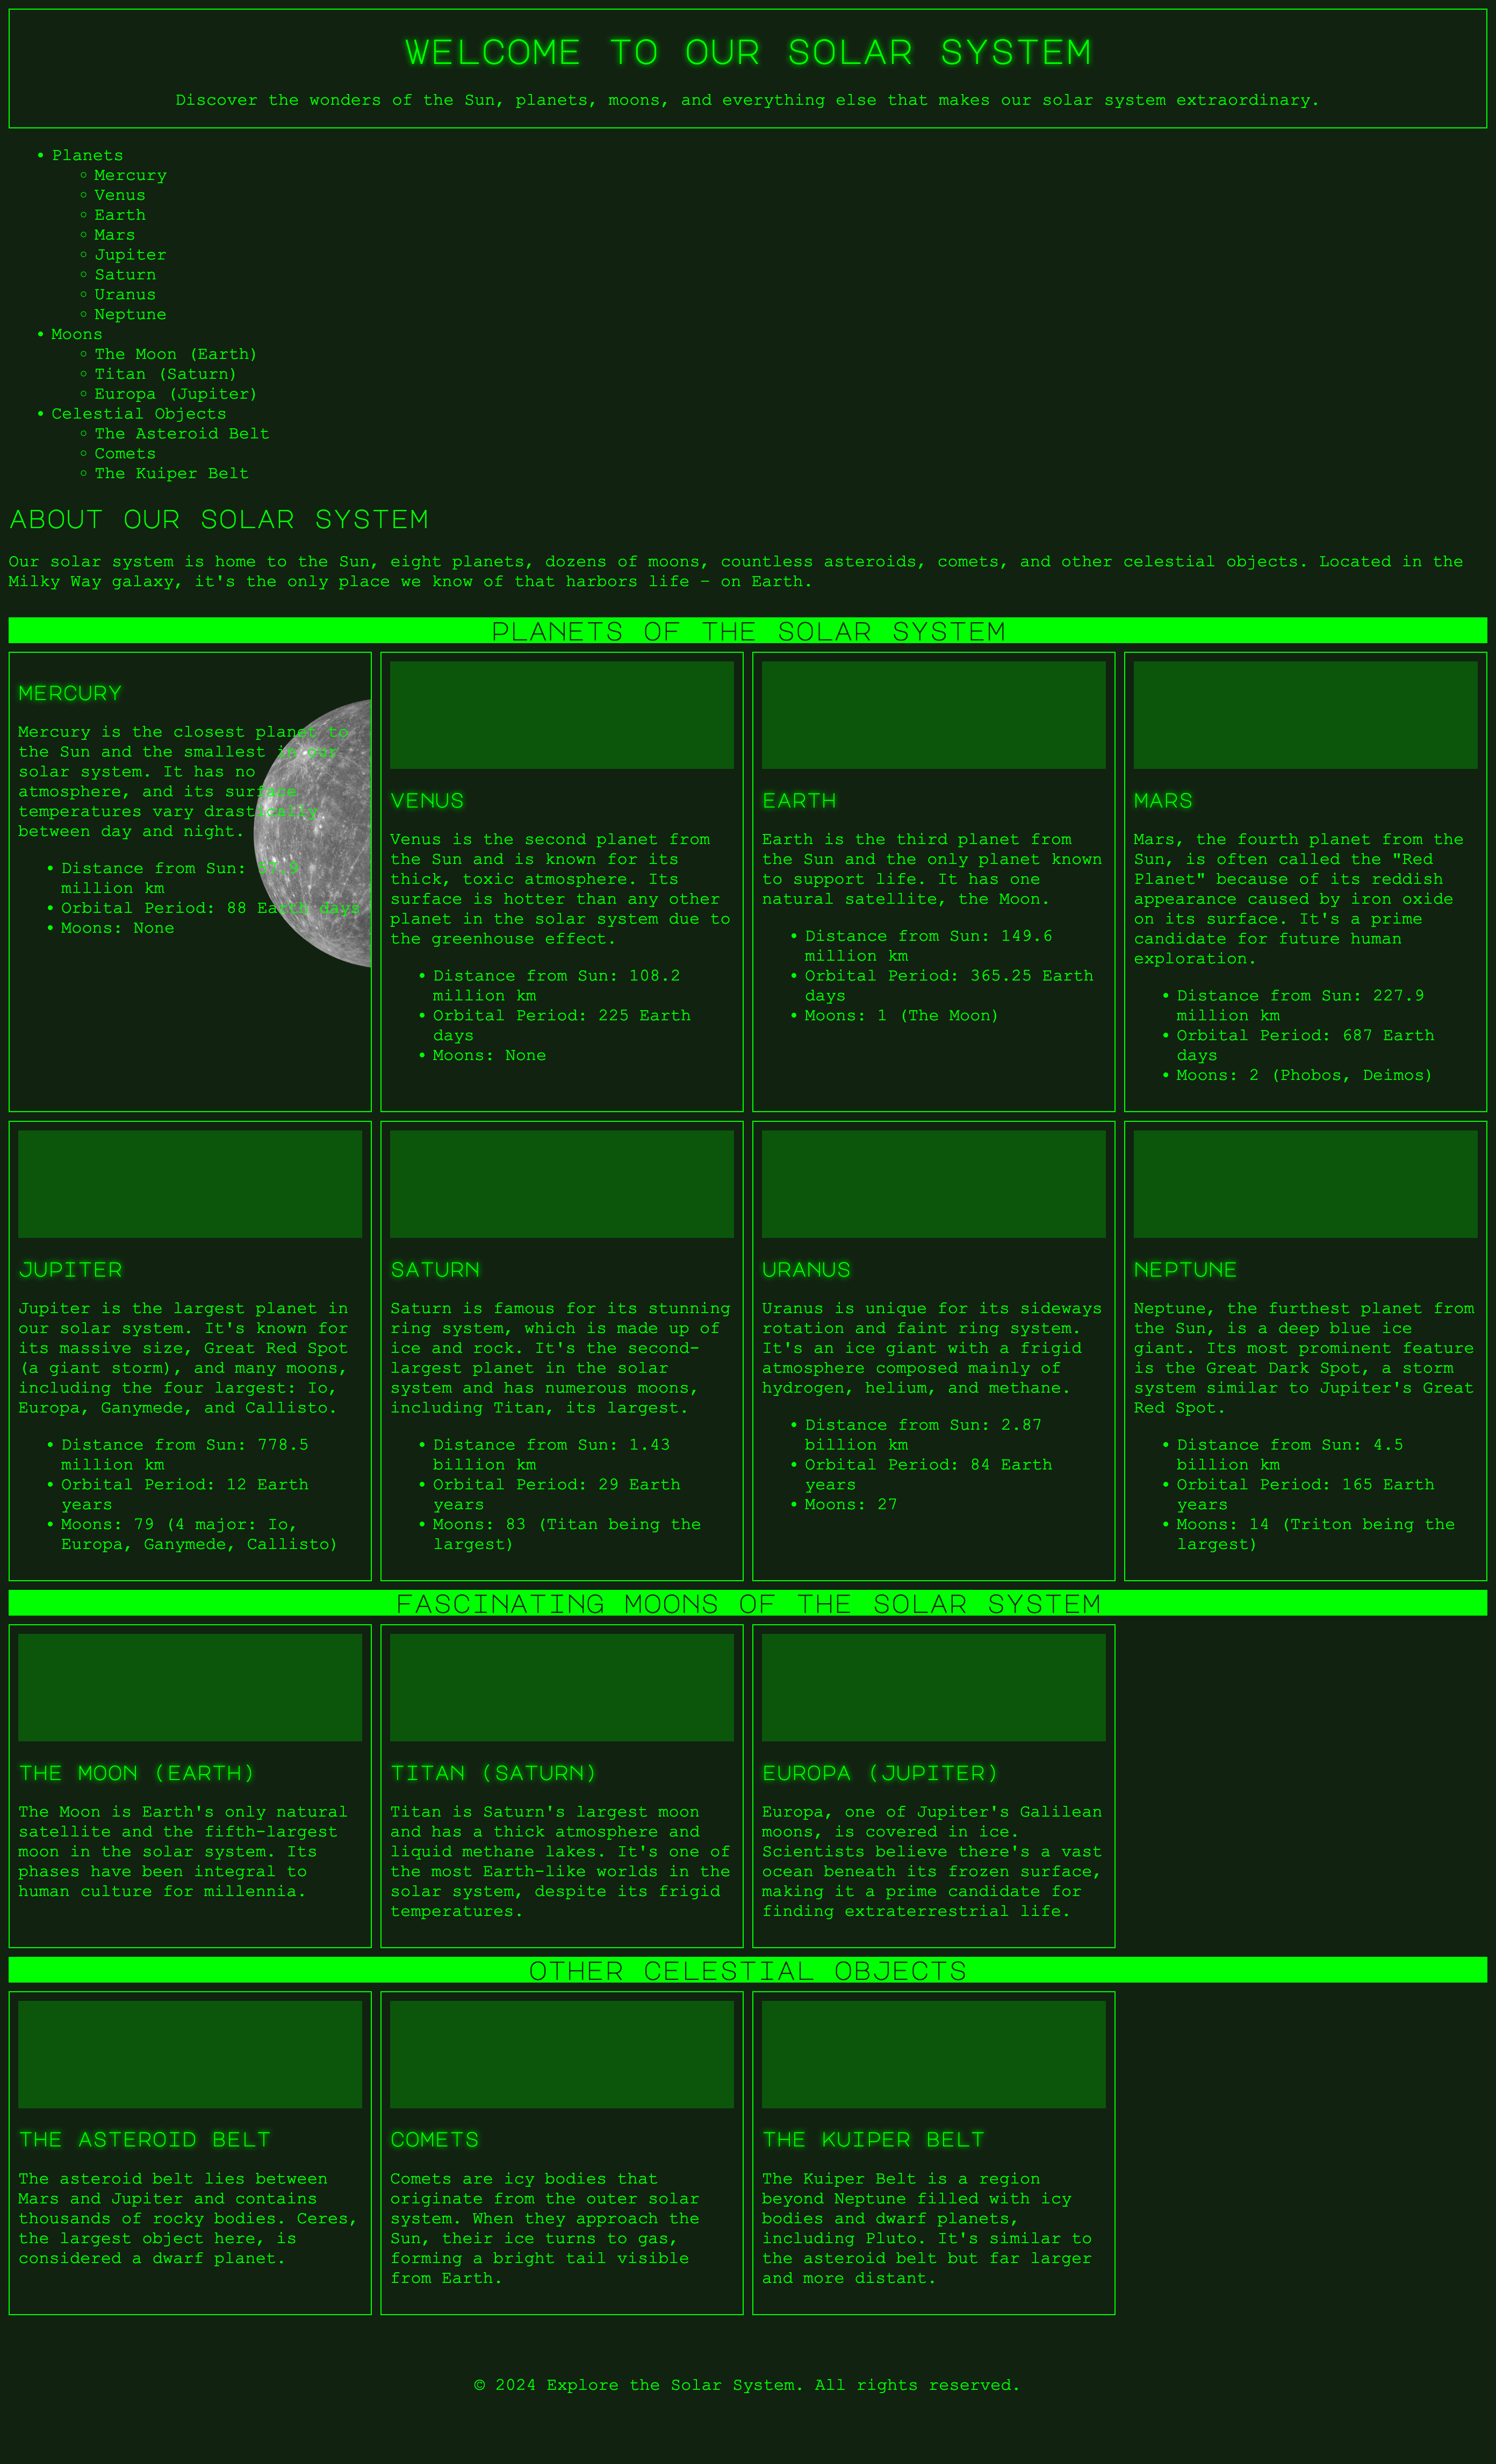 WELCOME TO OUR SOLAR SYSTEM
Discover the wonders of the Sun, planets, moons, and everything else that makes our solar system extraordinary.
Planets
Mercury
Venus
Earth
Mars
Jupiter
Saturn
Uranus
Neptune
Moons
The Moon (Earth)
Titan (Saturn)
Europa (Jupiter)
Celestial Objects
The Asteroid Belt
Comets
The Kuiper Belt
ABOUT OUR SOLAR SYSTEM
Our solar system is home to the Sun, eight planets, dozens of moons, countless asteroids, comets, and other celestial objects. Located in the
Milky Way galaxy, it's the only place we know of that harbors life – on Earth.
PLANETS OF THE SOLAR SYSTEM
MERCURY
Mercury is the closest planet to
the Sun and the smallest in our
solar system. It has no
atmosphere, and its surface
temperatures vary drastically
between day and night.
Distance from Sun: 57.9
million km
Orbital Period: 88 Earth days
Moons: None
VENUS
Venus is the second planet from
the Sun and is known for its
thick, toxic atmosphere. Its
surface is hotter than any other
planet in the solar system due to
the greenhouse effect.
Distance from Sun: 108.2
million km
Orbital Period: 225 Earth
days
Moons: None
EARTH
Earth is the third planet from
the Sun and the only planet known
to support life. It has one
natural satellite, the Moon.
Distance from Sun: 149.6
million km
Orbital Period: 365.25 Earth
days
Moons: 1 (The Moon)
MARS
Mars, the fourth planet from the
Sun, is often called the "Red
Planet" because of its reddish
appearance caused by iron oxide
on its surface. It's a prime
candidate for future human
exploration.
Distance from Sun: 227.9
million km
Orbital Period: 687 Earth
days
Moons: 2 (Phobos, Deimos)
JUPITER
Jupiter is the largest planet in
our solar system. It's known for
its massive size, Great Red Spot
(a giant storm), and many moons,
including the four largest: Io,
Europa, Ganymede, and Callisto.
Distance from Sun: 778.5
million km
Orbital Period: 12 Earth
years
Moons: 79 (4 major: Io,
Europa, Ganymede, Callisto)
SATURN
Saturn is famous for its stunning
ring system, which is made up of
ice and rock. It's the second-
largest planet in the solar
system and has numerous moons,
including Titan, its largest.
Distance from Sun: 1.43
billion km
Orbital Period: 29 Earth
years
Moons: 83 (Titan being the
largest)
URANUS
Uranus is unique for its sideways
rotation and faint ring system.
It's an ice giant with a frigid
atmosphere composed mainly of
hydrogen, helium, and methane.
Distance from Sun: 2.87
billion km
Orbital Period: 84 Earth
years
Moons: 27
NEPTUNE
Neptune, the furthest planet from
the Sun, is a deep blue ice
giant. Its most prominent feature
is the Great Dark Spot, a storm
system similar to Jupiter's Great
Red Spot.
Distance from Sun: 4.5
billion km
Orbital Period: 165 Earth
years
Moons: 14 (Triton being the
largest)
FASCINATING MOONS OF THE SOLAR SYSTEM
THE MOON (EARTH)
The Moon is Earth's only natural
satellite and the fifth-largest
moon in the solar system. Its
phases have been integral to
human culture for millennia.
TITAN (SATURN)
Titan is Saturn's largest moon
and has a thick atmosphere and
liquid methane lakes. It's one of
the most Earth-like worlds in the
solar system, despite its frigid
temperatures.
EUROPA (JUPITER)
Europa, one of Jupiter's Galilean
moons, is covered in ice.
Scientists believe there's a vast
ocean beneath its frozen surface,
making it a prime candidate for
finding extraterrestrial life.
OTHER CELESTIAL OBJECTS
THE ASTEROID BELT
The asteroid belt lies between
Mars and Jupiter and contains
thousands of rocky bodies. Ceres,
the largest object here, is
considered a dwarf planet.
COMETS
Comets are icy bodies that
originate from the outer solar
system. When they approach the
Sun, their ice turns to gas,
forming a bright tail visible
from Earth.
THE KUIPER BELT
The Kuiper Belt is a region
beyond Neptune filled with icy
bodies and dwarf planets,
including Pluto. It's similar to
the asteroid belt but far larger
and more distant.
© 2024 Explore the Solar System. All rights reserved.